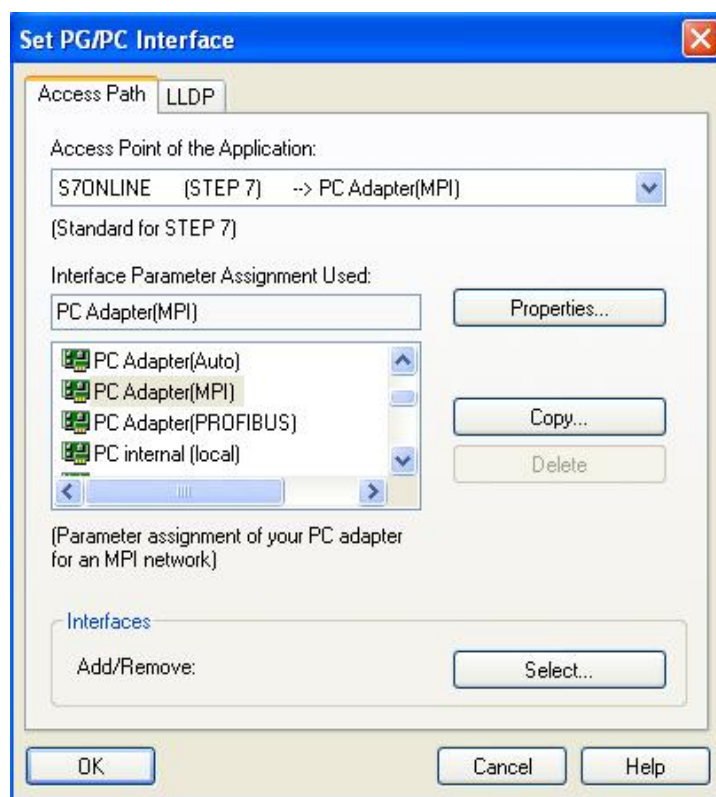 Set PG/PC Interface
Access Path
LLDP
Access Point of the Application:
S7ONLINE (STEP 7) --> PC Adapter(MPI)
(Standard for STEP 7)
Interface Parameter Assignment Used:
PC Adapter(MPI)
Properties...
PC Adapter(Auto)
PC Adapter(MPI)
PC Adapter(PROFIBUS)
PC internal (local)
Copy...
Delete
(Parameter assignment of your PC adapter
for an MPI network)
Interfaces
Add/Remove:
Select...
OK
Cancel
Help